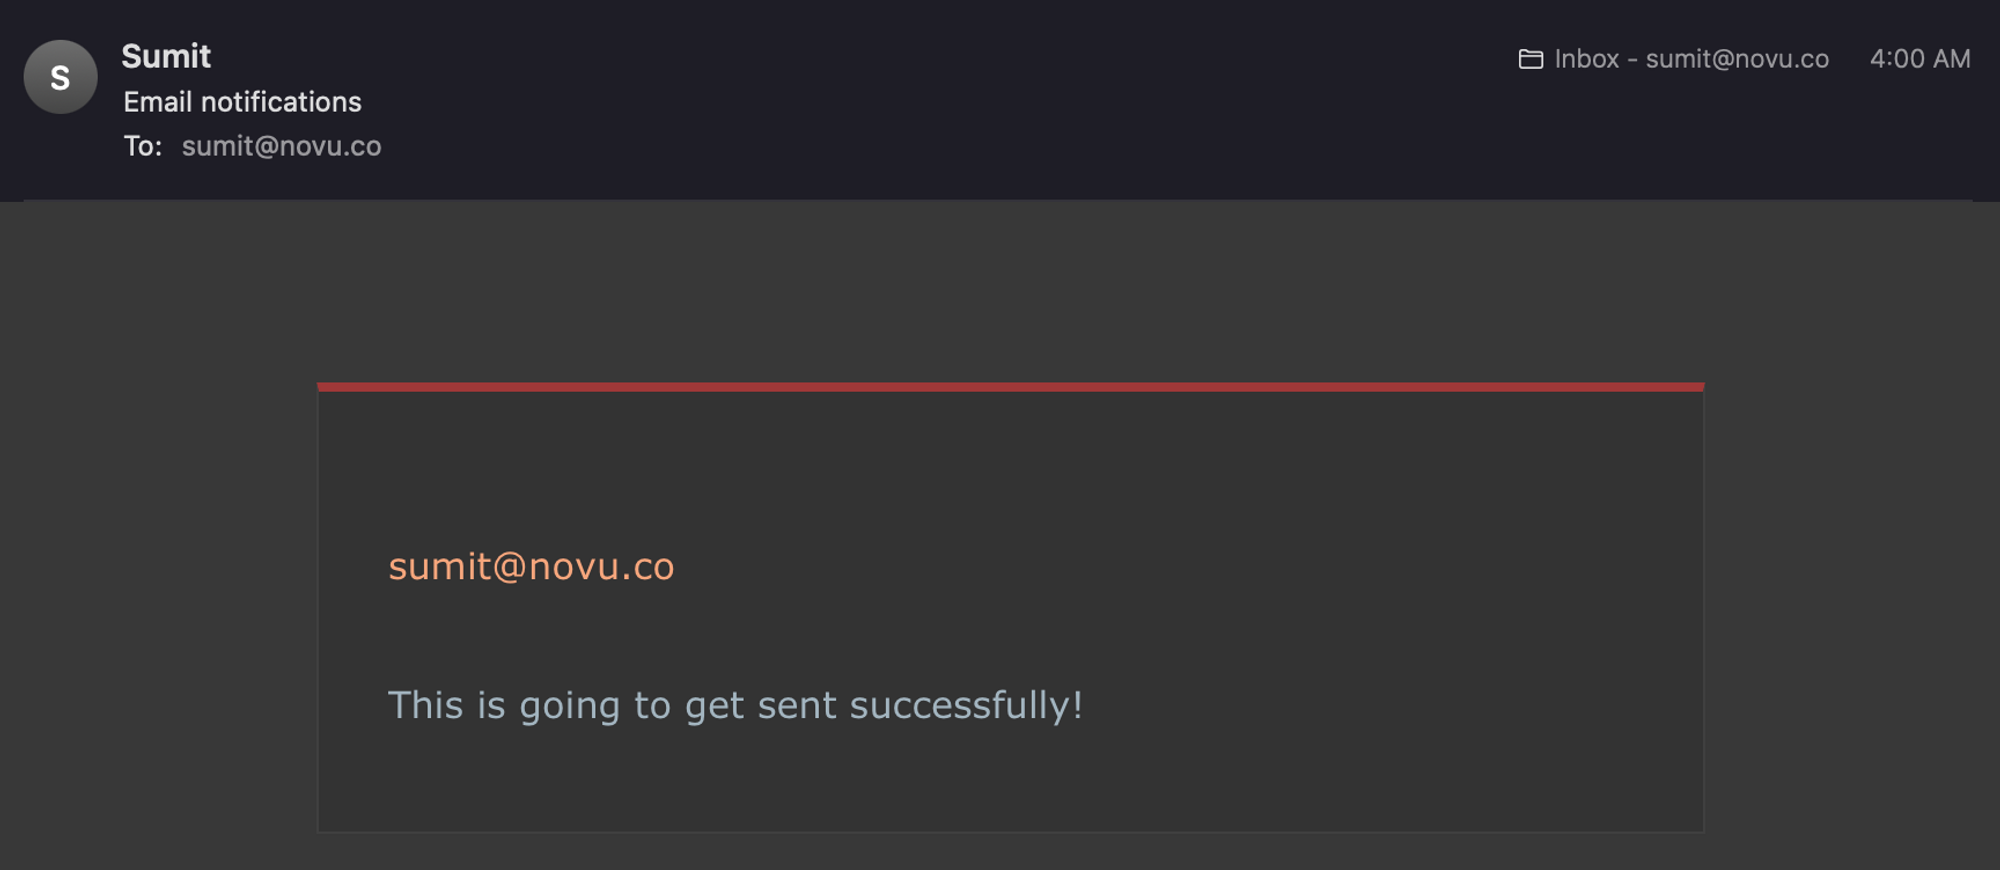 S
Sumit
Inbox - sumit@novu.co 4:00 AM
Email notifications
To: sumit@novu.co
sumit@novu.co
This is going to get sent successfully!